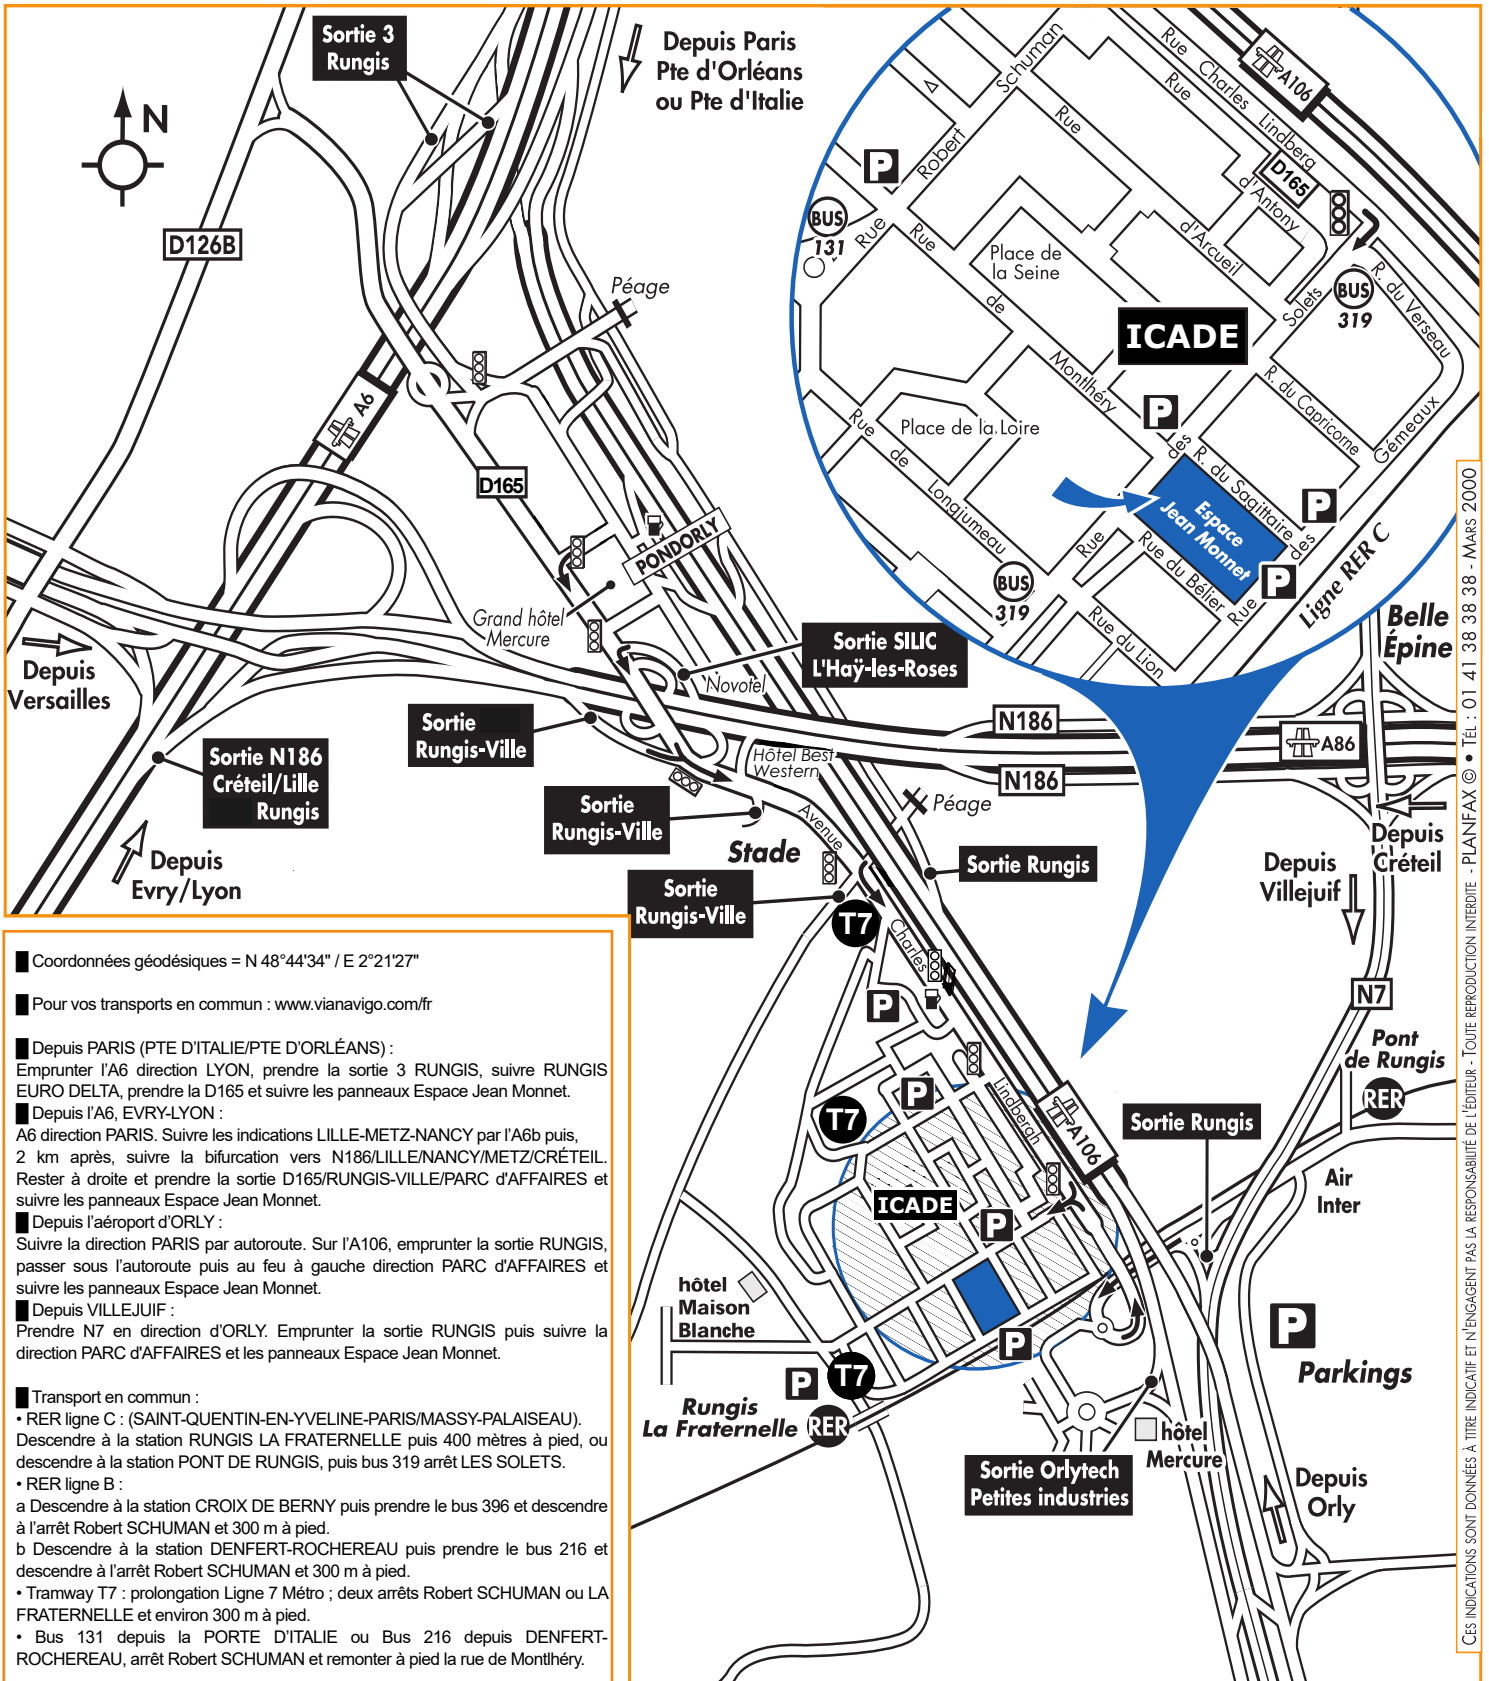 Sortie 3
Rungis
Depuis Paris
Pte d'Orléans
ou Pte d'Italie
N
D126B
Péage
A6
D165
PONDORLY
Grand hôtel
Mercure
Depuis
Versailles
Sortie SILIC
L'Haÿ-les-Roses
Novotel
Sortie
Rungis-Ville
Sortie N186
Créteil/Lille
Rungis
Hôtel Best
Western
Sortie
Rungis-Ville
Stade
Avenue
Depuis
Evry/Lyon
Sortie
Rungis-Ville
T7
Charles
Péage
Sortie Rungis
N186
N186
A86
Belle
Épine
Depuis
Créteil
Depuis
Villejuif
N7
Pont
de Rungis
RER
Sortie Rungis
Air
Inter
P
P
T7
Lindbergh
A106
ICADE
P
P
hôtel
Maison
Blanche
P
T7
Rungis
La Fraternelle
RER
P
Parkings
hôtel
Mercure
Sortie Orlytech
Petites industries
Depuis
Orly
Rue Charles Lindberg
A106
Schuman
Robert
Rue
Rue
Rue
d'Antony
D165
P
BUS
131
Rue
de
Montlhéry
Place de
la Seine
d'Arcueil
Solets
BUS
319
R. du Verseau
ICADE
R. du Capricorne
Gémeaux
P
Place de la Loire
Rue
de
Longjumeau
des
R. du Sagittaire
Espace
Jean Monnet
P
des
P
Rue
Rue du Bélier
Rue
BUS
319
Rue du Lion
Ligne RER C
Coordonnées géodésiques = N 48°44'34" / E 2°21'27"
Pour vos transports en commun : www.vianavigo.com/fr
Depuis PARIS (PTE D'ITALIE/PTE D'ORLÉANS) :
Emprunter l'A6 direction LYON, prendre la sortie 3 RUNGIS, suivre RUNGIS
EURO DELTA, prendre la D165 et suivre les panneaux Espace Jean Monnet.
Depuis l'A6, EVRY-LYON :
A6 direction PARIS. Suivre les indications LILLE-METZ-NANCY par l'A6b puis,
2 km après, suivre la bifurcation vers N186/LILLE/NANCY/METZ/CRÉTEIL.
Rester à droite et prendre la sortie D165/RUNGIS-VILLE/PARC d'AFFAIRES et
suivre les panneaux Espace Jean Monnet.
Depuis l'aéroport d'ORLY :
Suivre la direction PARIS par autoroute. Sur l'A106, emprunter la sortie RUNGIS,
passer sous l'autoroute puis au feu à gauche direction PARC d'AFFAIRES et
suivre les panneaux Espace Jean Monnet.
Depuis VILLEJUIF :
Prendre N7 en direction d'ORLY. Emprunter la sortie RUNGIS puis suivre la
direction PARC d'AFFAIRES et les panneaux Espace Jean Monnet.
Transport en commun :
• RER ligne C : (SAINT-QUENTIN-EN-YVELINE-PARIS/MASSY-PALAISEAU).
Descendre à la station RUNGIS LA FRATERNELLE puis 400 mètres à pied, ou
descendre à la station PONT DE RUNGIS, puis bus 319 arrêt LES SOLETS.
• RER ligne B :
a Descendre à la station CROIX DE BERNY puis prendre le bus 396 et descendre
à l'arrêt Robert SCHUMAN et 300 m à pied.
b Descendre à la station DENFERT-ROCHEREAU puis prendre le bus 216 et
descendre à l'arrêt Robert SCHUMAN et 300 m à pied.
• Tramway T7 : prolongation Ligne 7 Métro ; deux arrêts Robert SCHUMAN ou LA
FRATERNELLE et environ 300 m à pied.
• Bus 131 depuis la PORTE D'ITALIE ou Bus 216 depuis DENFERT-
ROCHEREAU, arrêt Robert SCHUMAN et remonter à pied la rue de Montlhéry.
CES INDICATIONS SONT DONNÉES À TITRE INDICATIF ET N'ENGAGENT PAS LA RESPONSABILITÉ DE L'ÉDITEUR - TOUTE REPRODUCTION INTERDITE - PLANFAX © • TÉL : 01 41 38 38 38 - MARS 2000